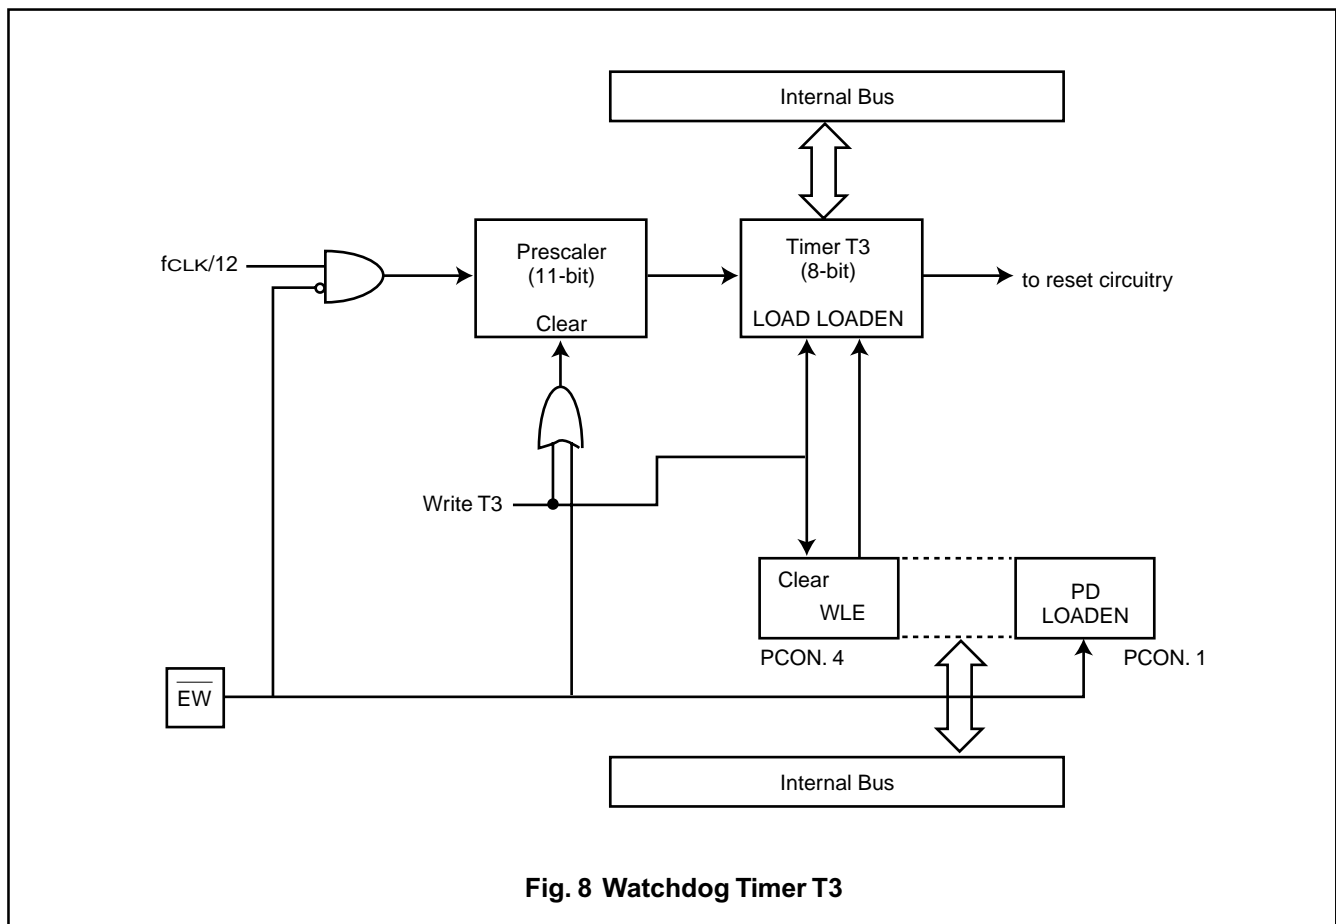 Internal Bus
fCLK/12
Prescaler
(11-bit)
Clear
Timer T3
(8-bit)
LOAD LOADEN
to reset circuitry
Write T3
Clear
WLE
PD
LOADEN
PCON. 4
PCON. 1
EW
Internal Bus
Fig. 8 Watchdog Timer T3